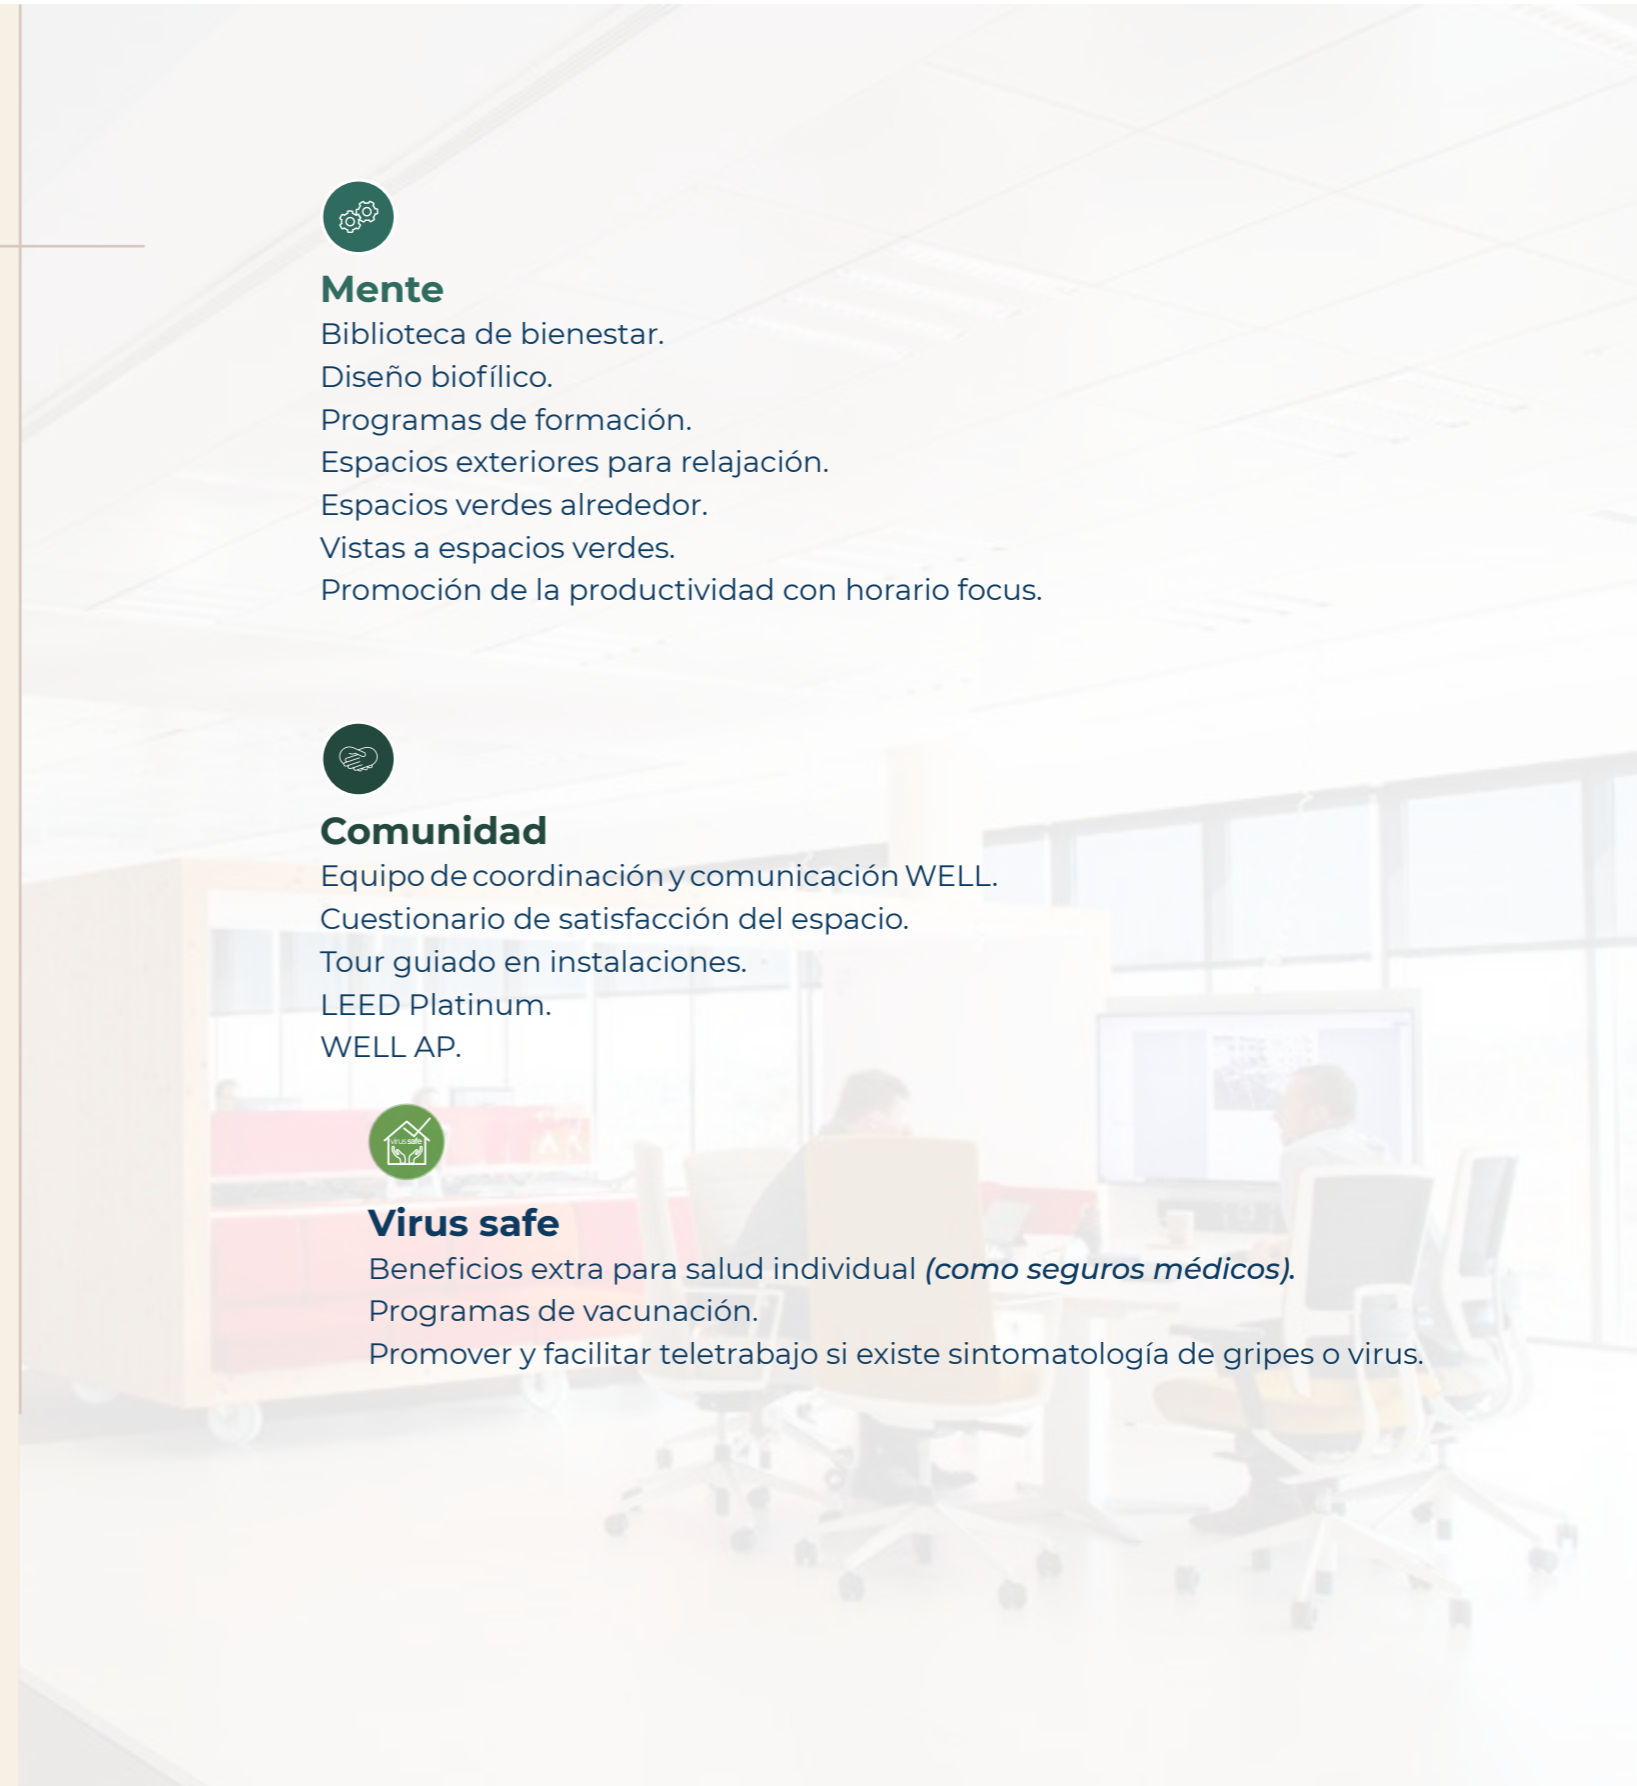 Mente
Biblioteca de bienestar.
Diseño biofílico.
Programas de formación.
Espacios exteriores para relajación.
Espacios verdes alrededor.
Vistas a espacios verdes.
Promoción de la productividad con horario focus.
Comunidad
Equipo de coordinación y comunicación WELL.
Cuestionario de satisfacción del espacio.
Tour guiado en instalaciones.
LEED Platinum.
WELL AP.
virus safe
Virus safe
Beneficios extra para salud individual (como seguros médicos).
Programas de vacunación.
Promover y facilitar teletrabajo si existe sintomatología de gripes o virus.